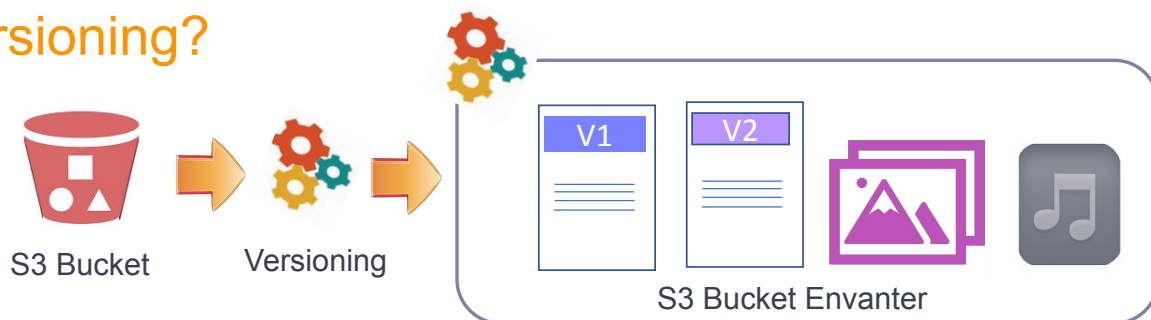 rsioning?
V1
V2
S3 Bucket
Versioning
S3 Bucket Envanter